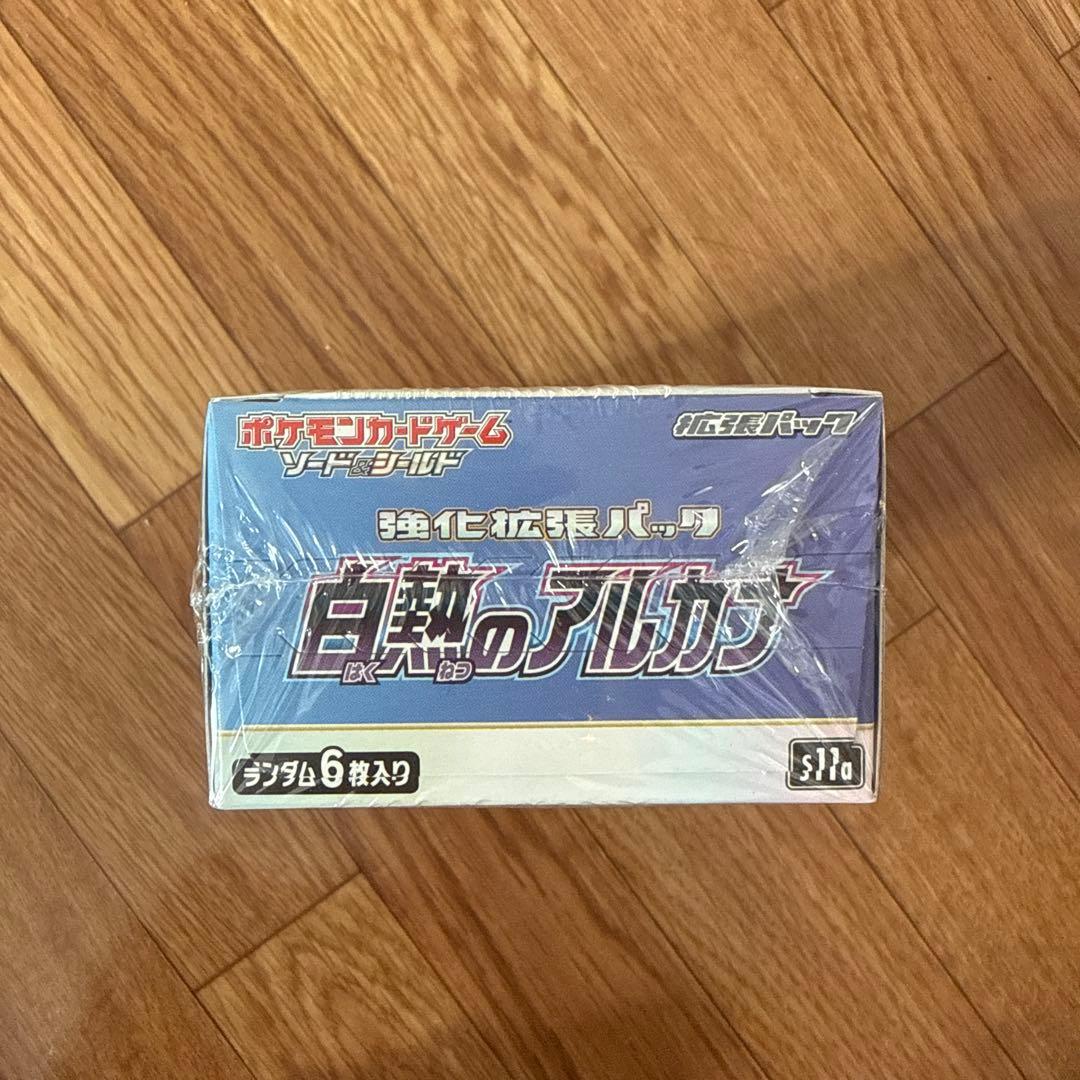 ポケモンカードゲーム
ソード&シールド
拡張パック
強化拡張パック
白熱のアルカナ
はく ねつ
ランダム6枚入り
s11a